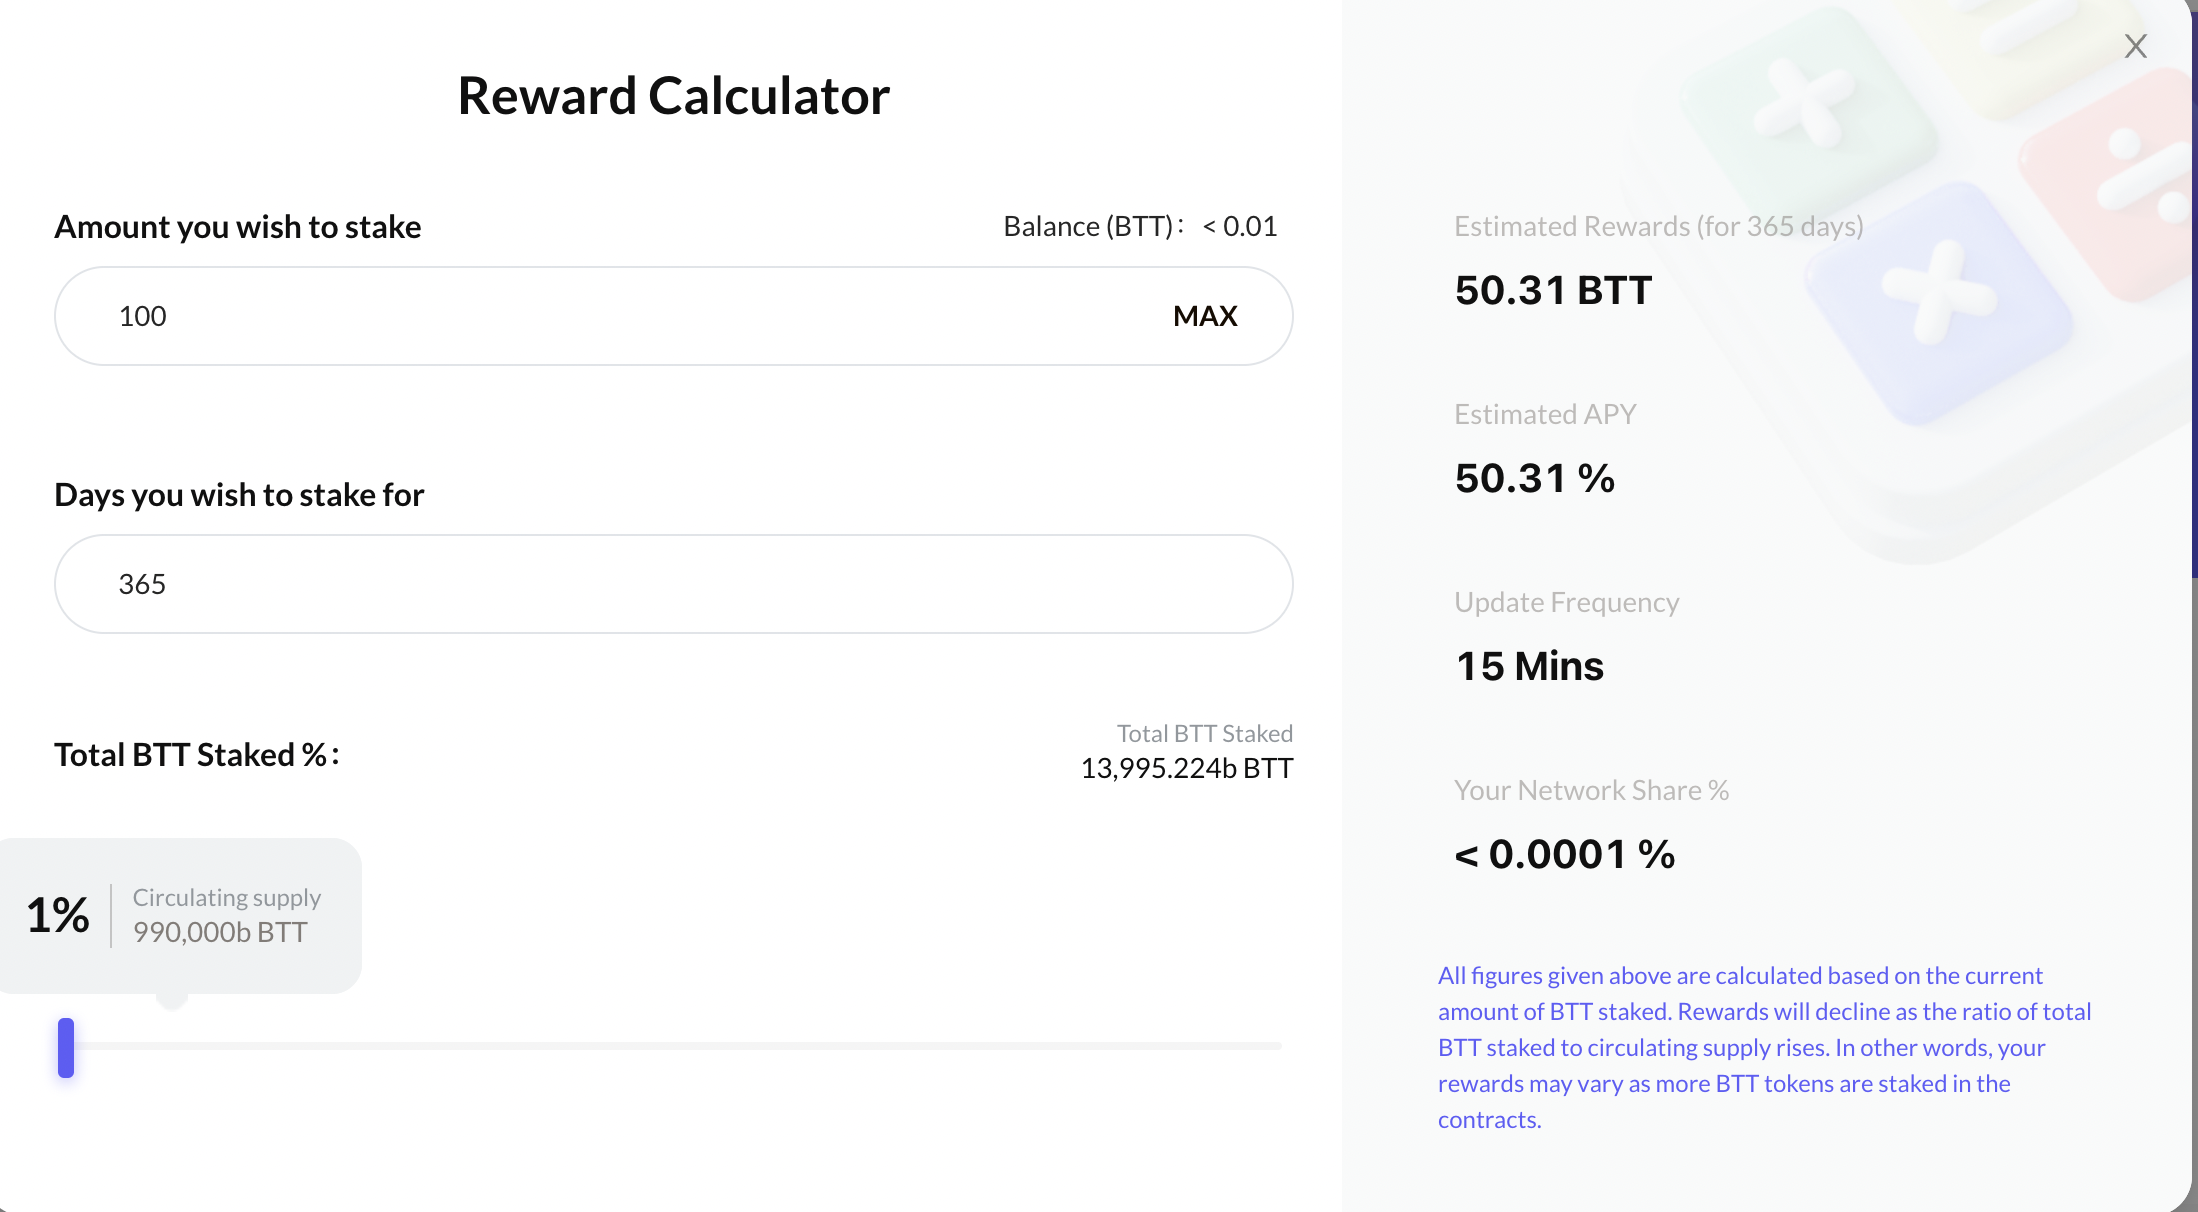 Reward Calculator
Amount you wish to stake
Balance (BTT): < 0.01
100
MAX
Days you wish to stake for
365
Total BTT Staked %:
Total BTT Staked
13,995.224b BTT
1%
Circulating supply
990,000b BTT
X
Estimated Rewards (for 365 days)
50.31 BTT
Estimated APY
50.31 %
Update Frequency
15 Mins
Your Network Share %
< 0.0001 %
All figures given above are calculated based on the current
amount of BTT staked. Rewards will decline as the ratio of total
BTT staked to circulating supply rises. In other words, your
rewards may vary as more BTT tokens are staked in the
contracts.